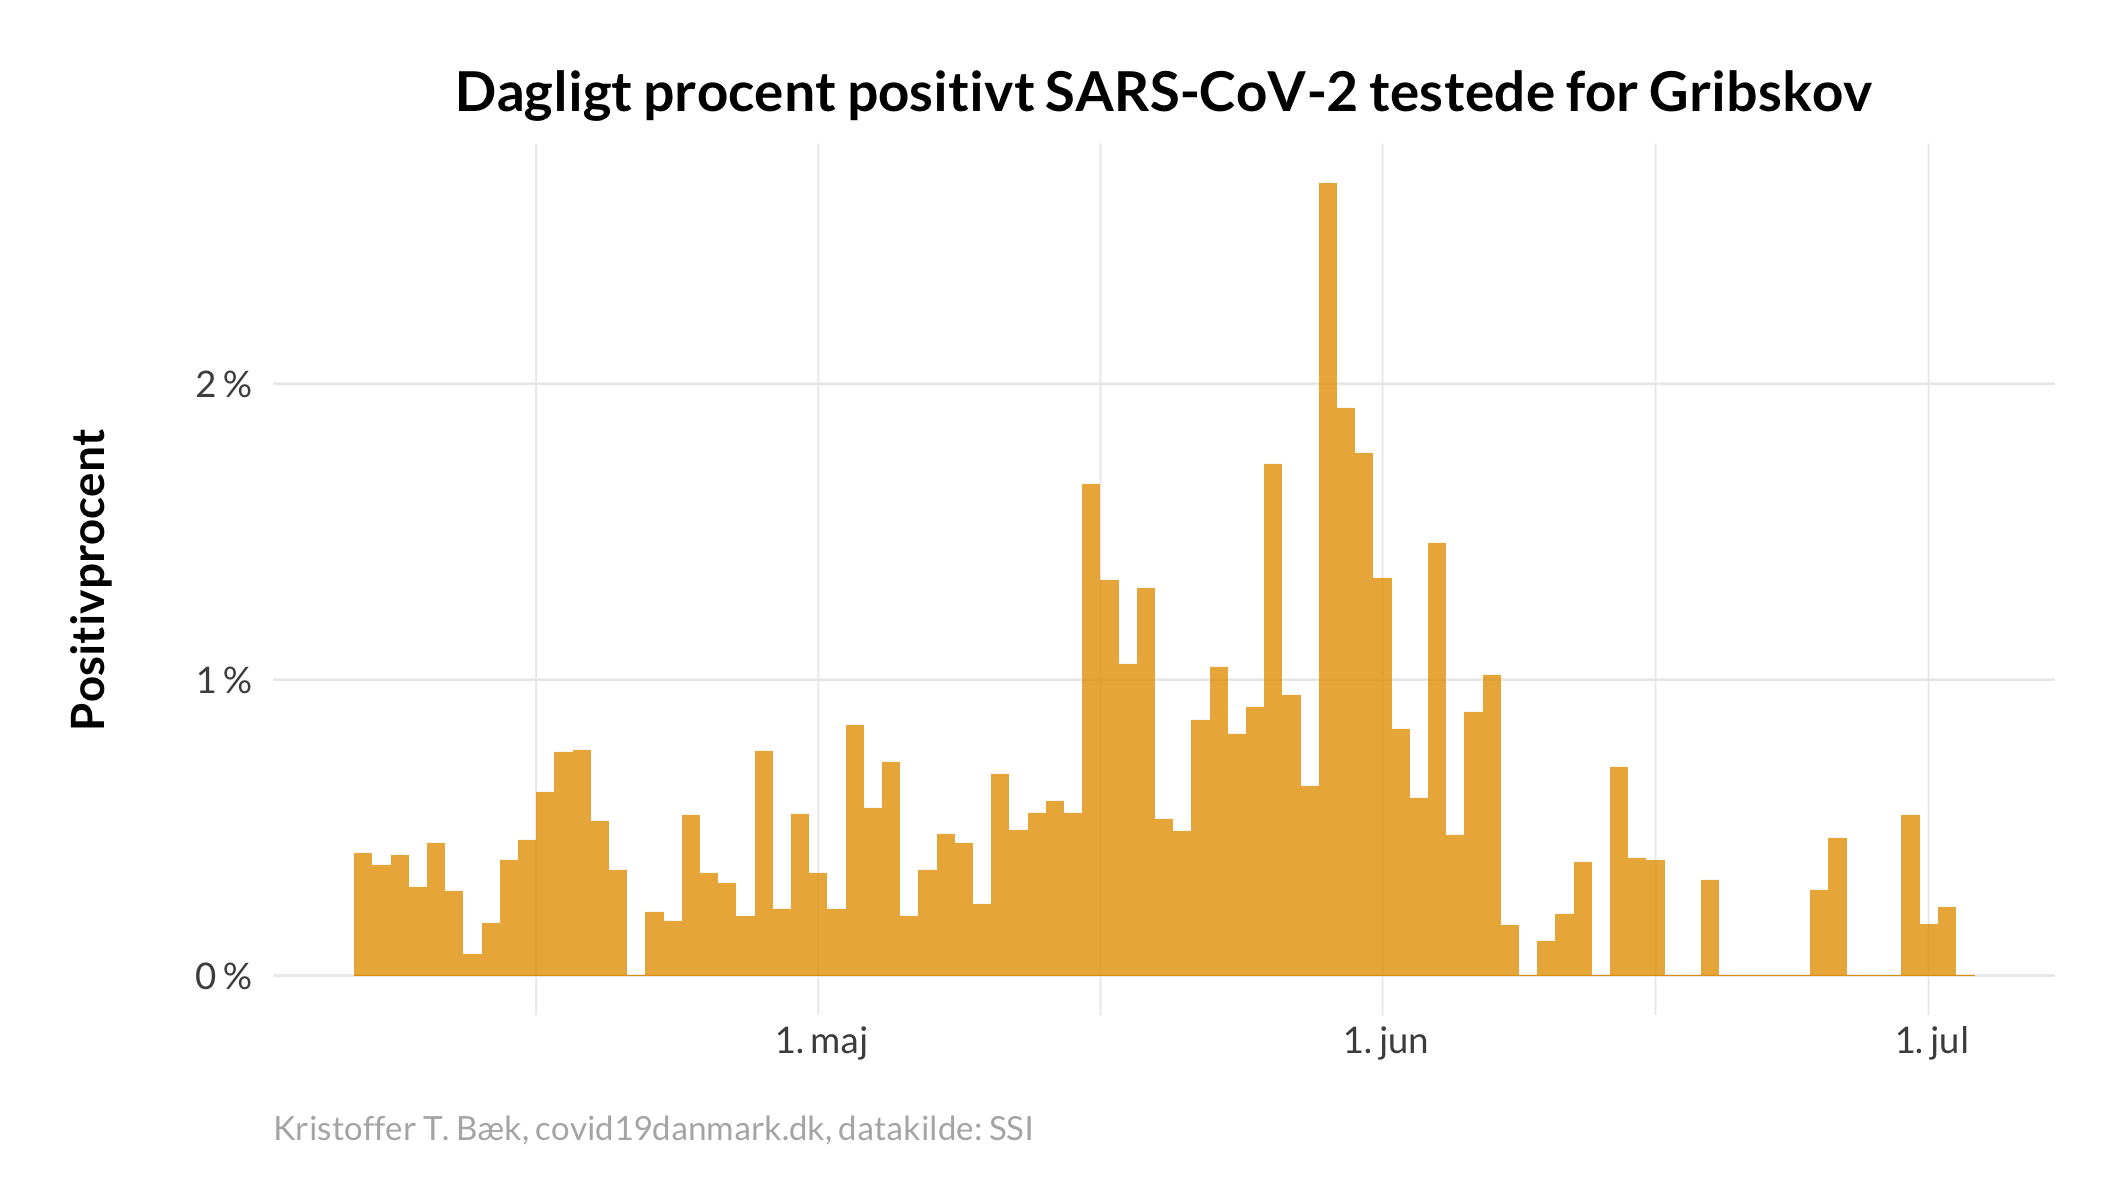 Dagligt procent positivt SARS-CoV-2 testede for Gribskov
Positivprocent
2 %
1 %
0 %
1. maj
1. jun
1. jul
Kristoffer T. Bæk, covid19danmark.dk, datakilde: SSI